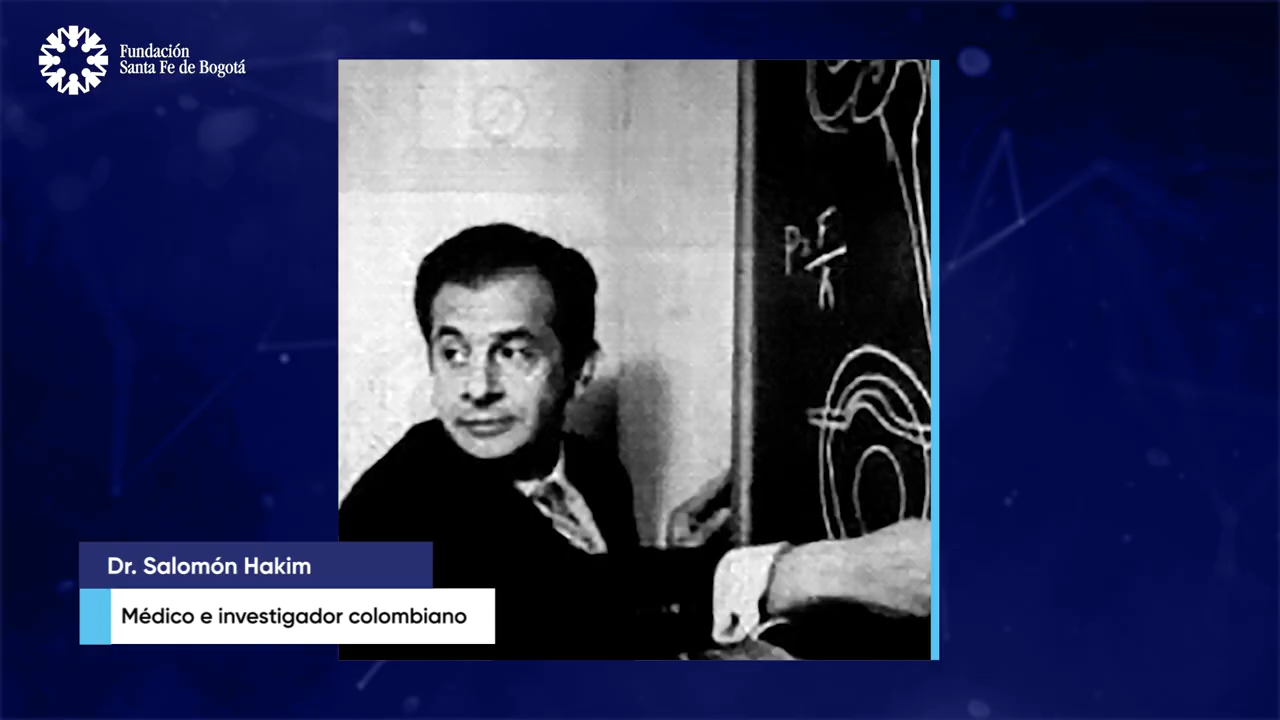 Fundación
Santa Fe de Bogotá
P = F
A
Dr. Salomón Hakim
Médico e investigador colombiano